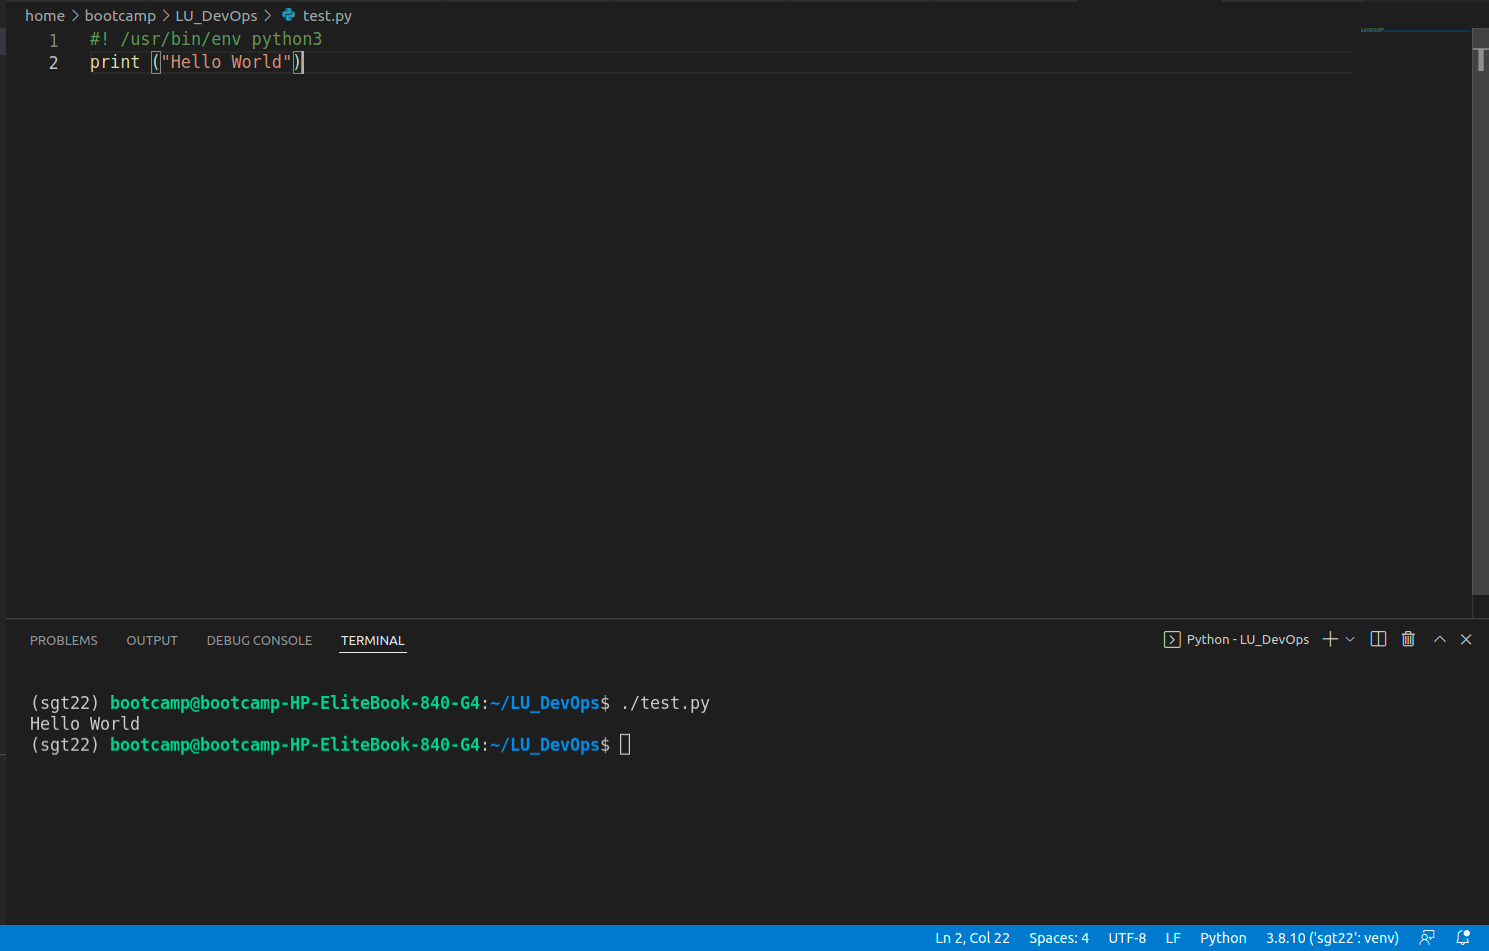 home > bootcamp > LU_DevOps > test.py
1 #! /usr/bin/env python3
2 print ("Hello World")
PROBLEMS OUTPUT DEBUG CONSOLE TERMINAL Python - LU_DevOps
(sgt22) bootcamp@bootcamp-HP-EliteBook-840-G4:~/LU_DevOps$ ./test.py
Hello World
(sgt22) bootcamp@bootcamp-HP-EliteBook-840-G4:~/LU_DevOps$
Ln 2, Col 22 Spaces: 4 UTF-8 LF Python 3.8.10 ('sgt22': venv)